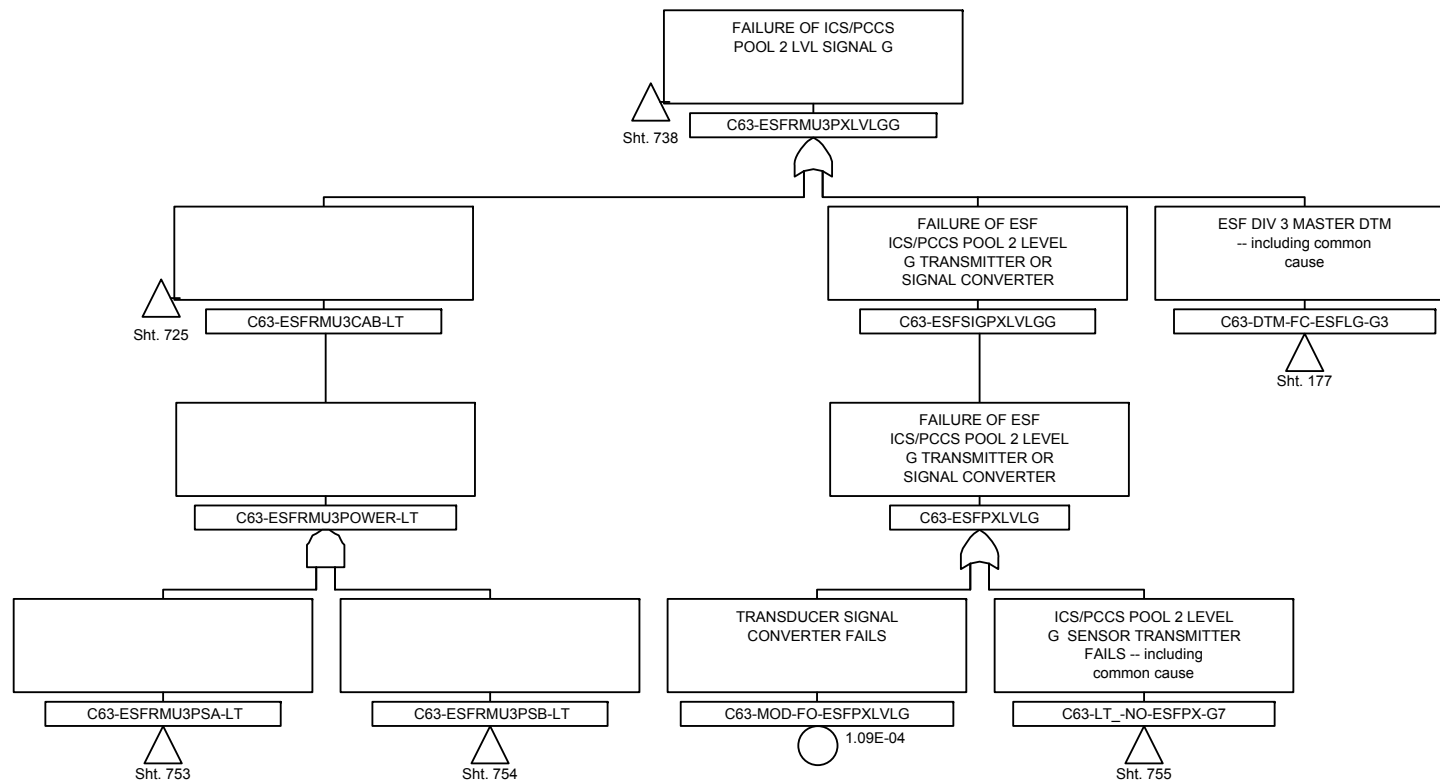 FAILURE OF ICS/PCCS
POOL 2 LVL SIGNAL G
Sht. 738
C63-ESFRMU3PXLVLGG
Sht. 725
C63-ESFRMU3CAB-LT
FAILURE OF ESF
ICS/PCCS POOL 2 LEVEL
G TRANSMITTER OR
SIGNAL CONVERTER
C63-ESFSIGPXLVLGG
ESF DIV 3 MASTER DTM
-- including common
cause
C63-DTM-FC-ESFLG-G3
Sht. 177
C63-ESFRMU3POWER-LT
FAILURE OF ESF
ICS/PCCS POOL 2 LEVEL
G TRANSMITTER OR
SIGNAL CONVERTER
C63-ESFPXLVLG
C63-ESFRMU3PSA-LT
Sht. 753
C63-ESFRMU3PSB-LT
Sht. 754
TRANSDUCER SIGNAL
CONVERTER FAILS
C63-MOD-FO-ESFPXLVLG
1.09E-04
ICS/PCCS POOL 2 LEVEL
G SENSOR TRANSMITTER
FAILS -- including
common cause
C63-LT_-NO-ESFPX-G7
Sht. 755